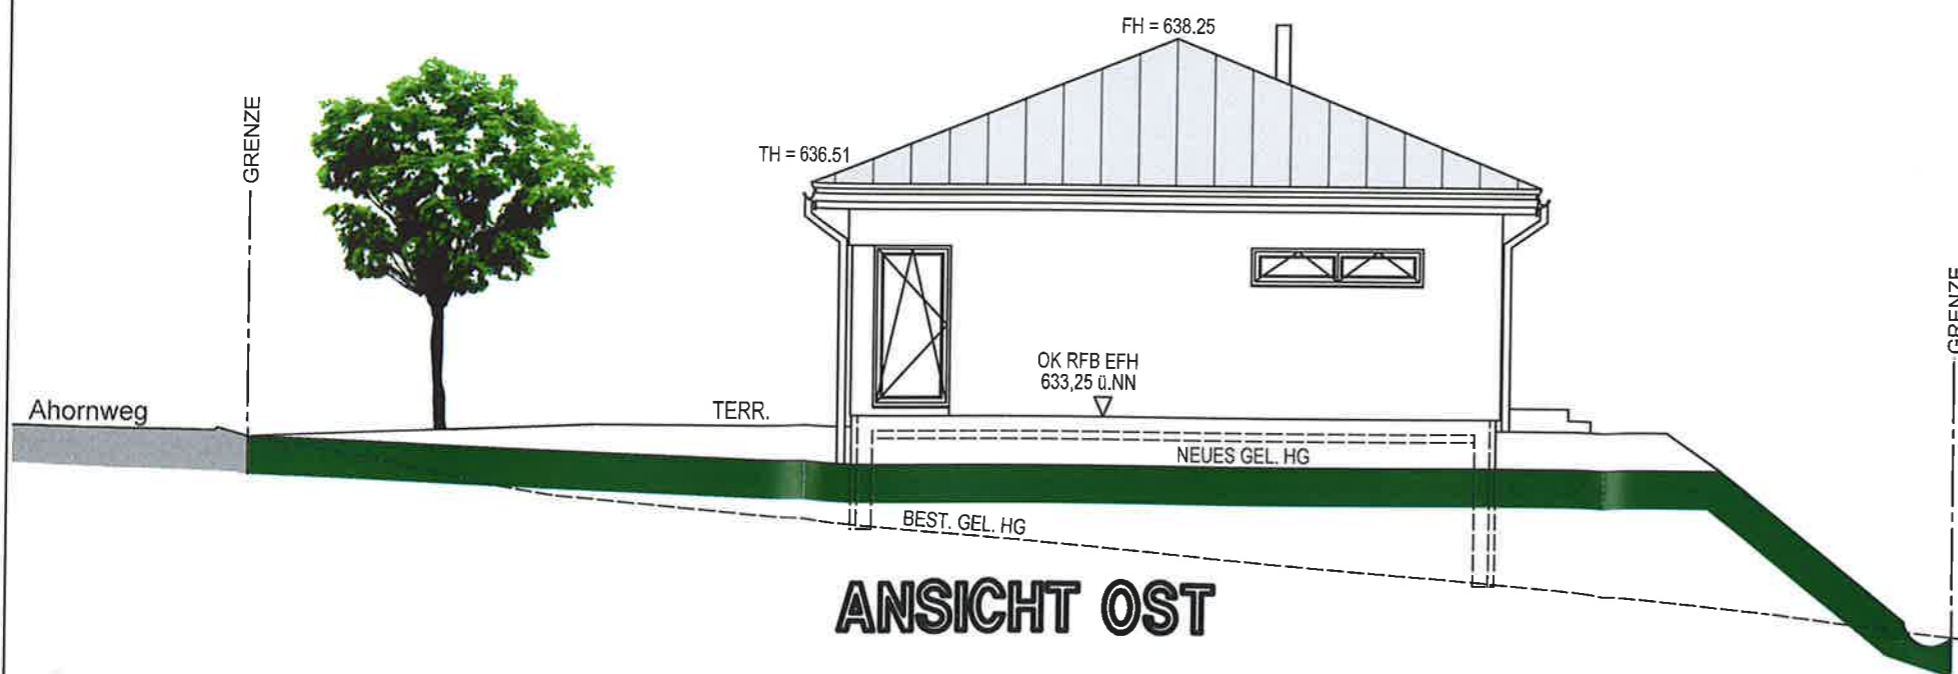 FH = 638.25
GRENZE
TH = 636.51
GRENZE
OK RFB EFH
633,25 ü.NN
Ahornweg
TERR.
NEUES GEL. HG
BEST. GEL. HG
ANSICHT OST